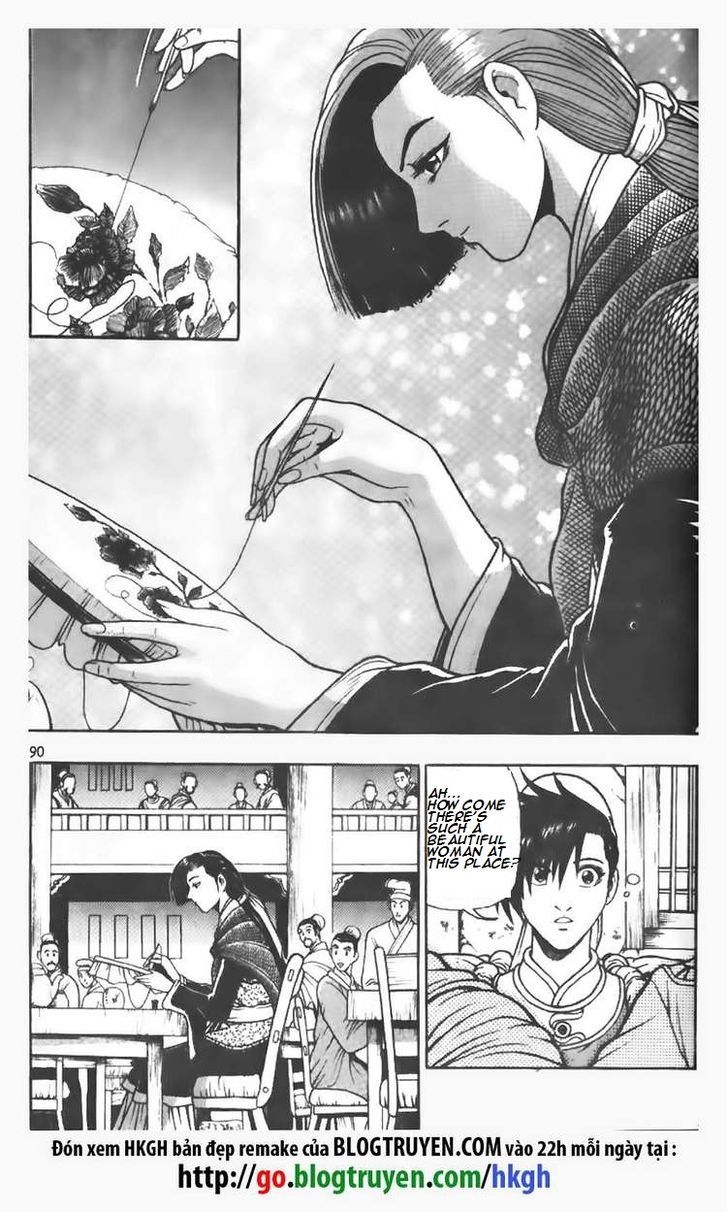 90
AH...
HOW COME
THERE'S
SUCH A
BEAUTIFUL
WOMAN AT
THIS PLACE?
Đón xem HKGH bản đẹp remake của BLOGTRUYEN.COM vào 22h mỗi ngày tại :
http://go.blogtruyen.com/hkgh